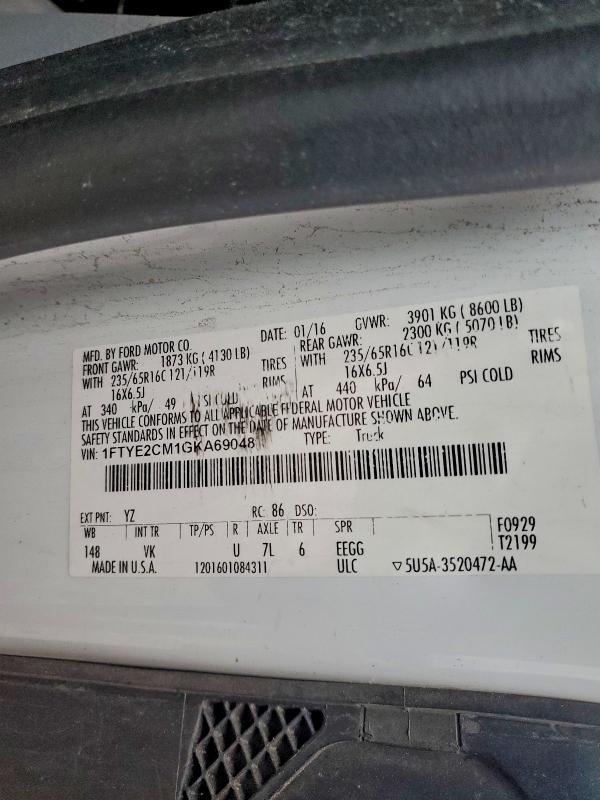 MFD. BY FORD MOTOR CO. DATE: 01/16 GVWR: 3901 KG ( 8600 LB)
FRONT GAWR: 1873 KG ( 4130 LB) REAR GAWR: 2300 KG ( 5070 LB)
WITH 235/65R16C 121/119R TIRES WITH 235/65R16C 121/119R TIRES
16X6.5J RIMS 16X6.5J RIMS
AT 340 kPa/ 49 PSI COLD AT 440 kPa/ 64 PSI COLD
THIS VEHICLE CONFORMS TO ALL APPLICABLE FEDERAL MOTOR VEHICLE
SAFETY STANDARDS IN EFFECT ON THE DATE OF MANUFACTURE SHOWN ABOVE.
VIN: 1FTYE2CM1GKA69048 TYPE: Truck
EXT PNT: YZ RC: 86 DSO:
WB INT TR TP/PS R AXLE TR SPR F0929
148 VK U 7L 6 EEGG T2199
MADE IN U.S.A. 1201601084311 ULC ▽5U5A-3520472-AA